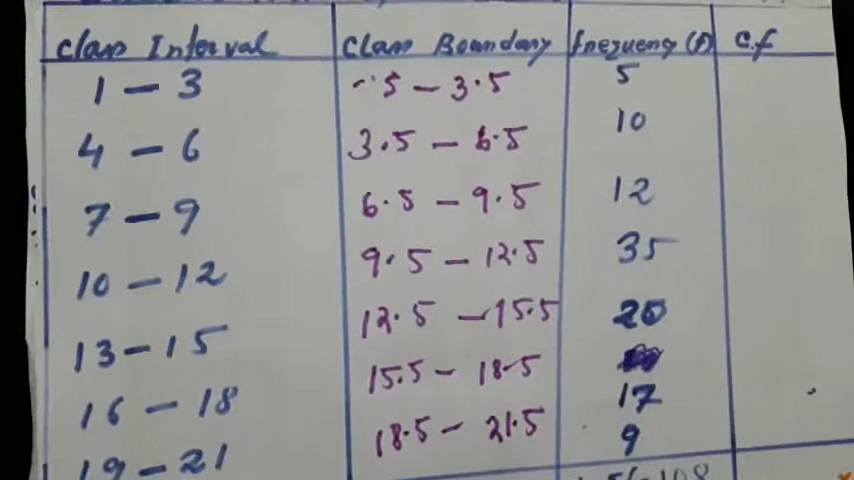 Class Interval Class Boundary Frequency (f) C.f
1 – 3 .5 – 3.5 5
4 – 6 3.5 – 6.5 10
7 – 9 6.5 – 9.5 12
10 – 12 9.5 – 12.5 35
13 – 15 12.5 – 15.5 20
16 – 18 15.5 – 18.5 17
19 – 21 18.5 – 21.5 9
=108